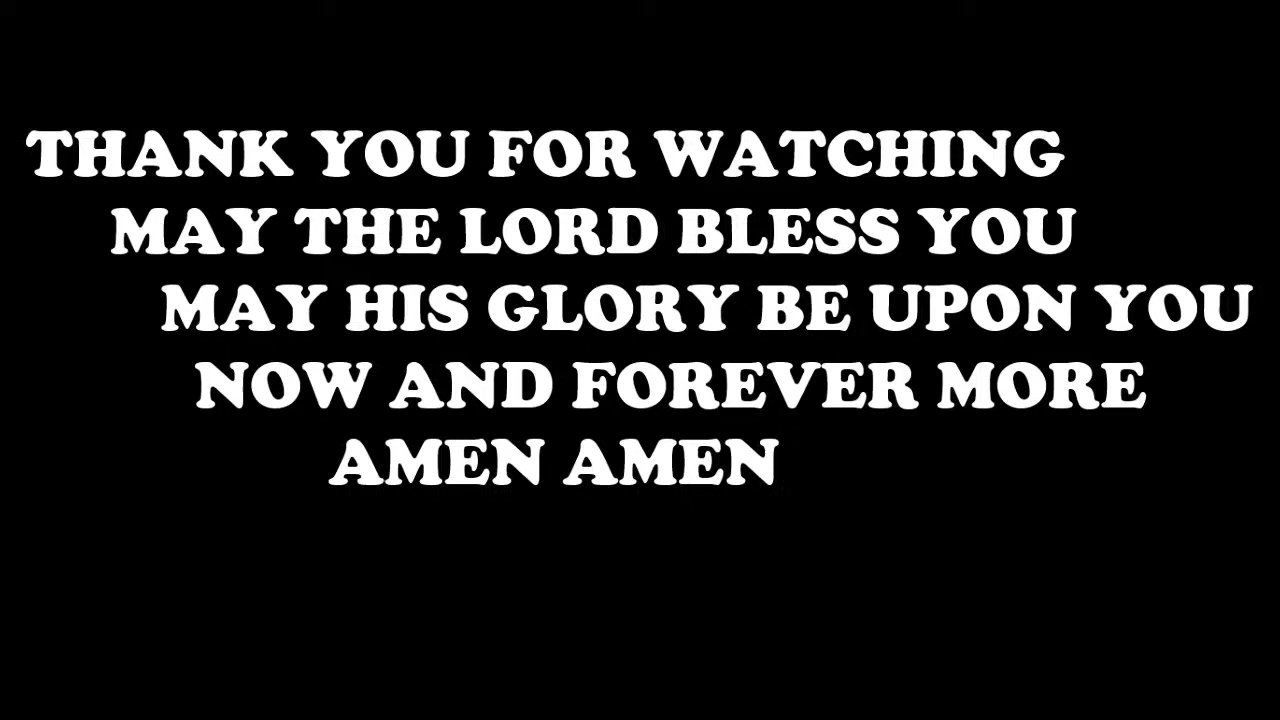 THANK YOU FOR WATCHING
MAY THE LORD BLESS YOU
MAY HIS GLORY BE UPON YOU
NOW AND FOREVER MORE
AMEN AMEN